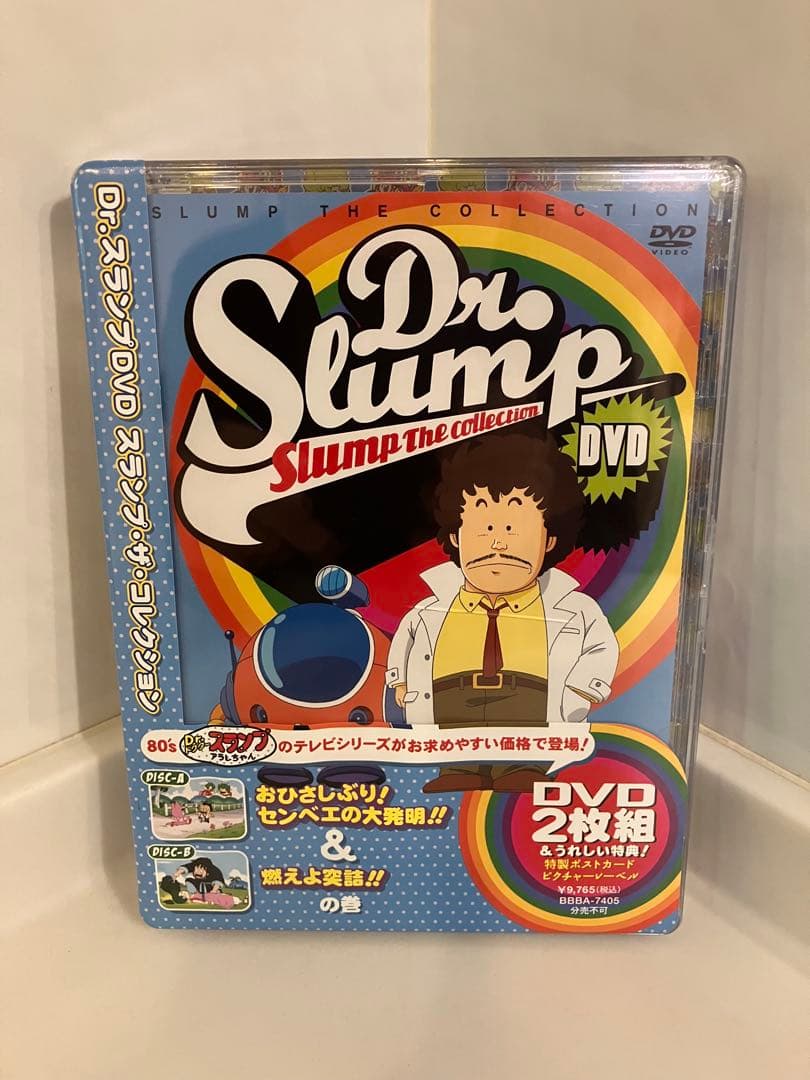 Dr.スランプDVD スランプ・ザ・コレクション
SLUMP THE COLLECTION
DVD
VIDEO
Dr.
Slump
Slump The collection
DVD
80's Dr.スランプ アラレちゃん のテレビシリーズがお求めやすい価格で登場!
DISC-A
おひさしぶり!
センベエの大発明!!
&
DISC-B
燃えよ突詰!!
の巻
DVD
2枚組
&うれしい特典!
特製ポストカード
ピクチャーレーベル
¥9,765(税込)
BBBA-7405
分売不可